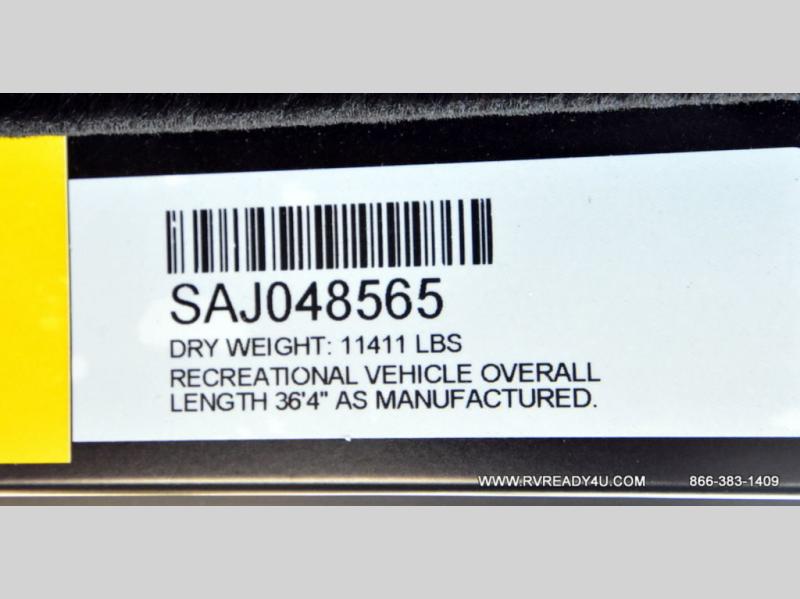 SAJ048565
DRY WEIGHT: 11411 LBS
RECREATIONAL VEHICLE OVERALL
LENGTH 36'4" AS MANUFACTURED.
WWW.RVREADY4U.COM 866-383-1409